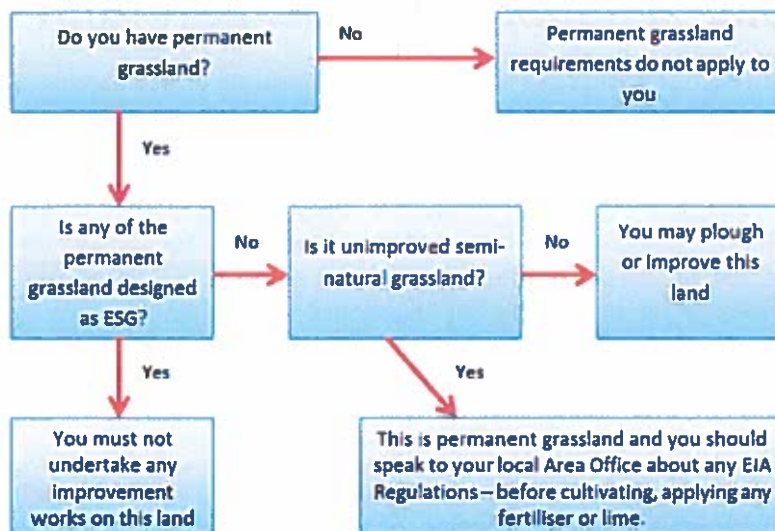 Do you have permanent
grassland?
No
Permanent grassland
requirements do not apply to
you
Yes
Is any of the
permanent
grassland designed
as ESG?
No
Is it unimproved semi-
natural grassland?
No
You may plough
or improve this
land
Yes
Yes
You must not
undertake any
improvement
works on this land
This is permanent grassland and you should
speak to your local Area Office about any EIA
Regulations – before cultivating, applying any
fertiliser or lime.